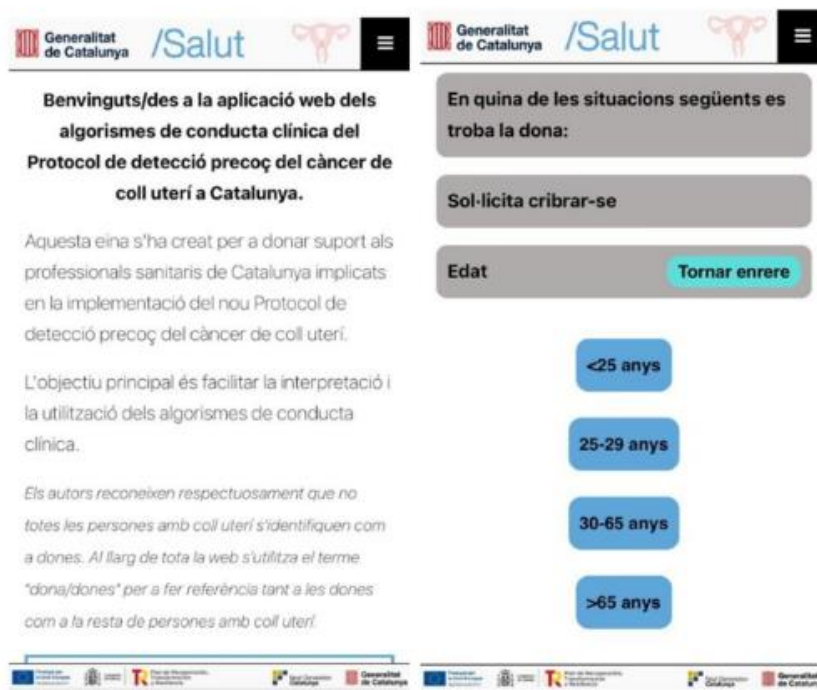 Generalitat
de Catalunya
/Salut
Benvinguts/des a la aplicació web dels
algorismes de conducta clínica del
Protocol de detecció precoç del càncer de
coll uterí a Catalunya.
Aquesta eina s'ha creat per a donar suport als
professionals sanitaris de Catalunya implicats
en la implementació del nou Protocol de
detecció precoç del càncer de coll uterí.
L'objectiu principal és facilitar la interpretació i
la utilització dels algorismes de conducta
clínica.
Els autors reconeixen respectuosament que no
totes les persones amb coll uterí s'identifiquen com
a dones. Al llarg de tota la web s'utilitza el terme
"dona/dones" per a fer referència tant a les dones
com a la resta de persones amb coll uterí.
Generalitat
de Catalunya
Generalitat
de Catalunya
/Salut
En quina de les situacions següents es
troba la dona:
Sol·licita cribrar-se
Edat
Tornar enrere
<25 anys
25-29 anys
30-65 anys
>65 anys
Generalitat
de Catalunya